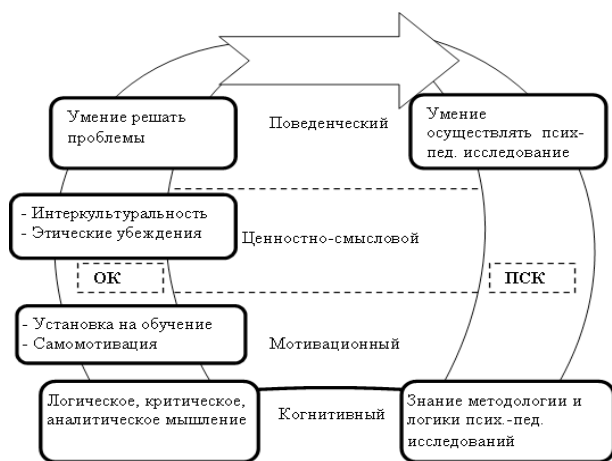 Умение решать
проблемы
Поведенческий
Умение
осуществлять псих-
пед. исследование
- Интеркультуральность
- Этические убеждения
Ценностно-смысловой
ОК
ПСК
- Установка на обучение
- Самомотивация
Мотивационный
Логическое, критическое,
аналитическое мышление
Когнитивный
Знание методологии и
логики псих.-пед.
исследований